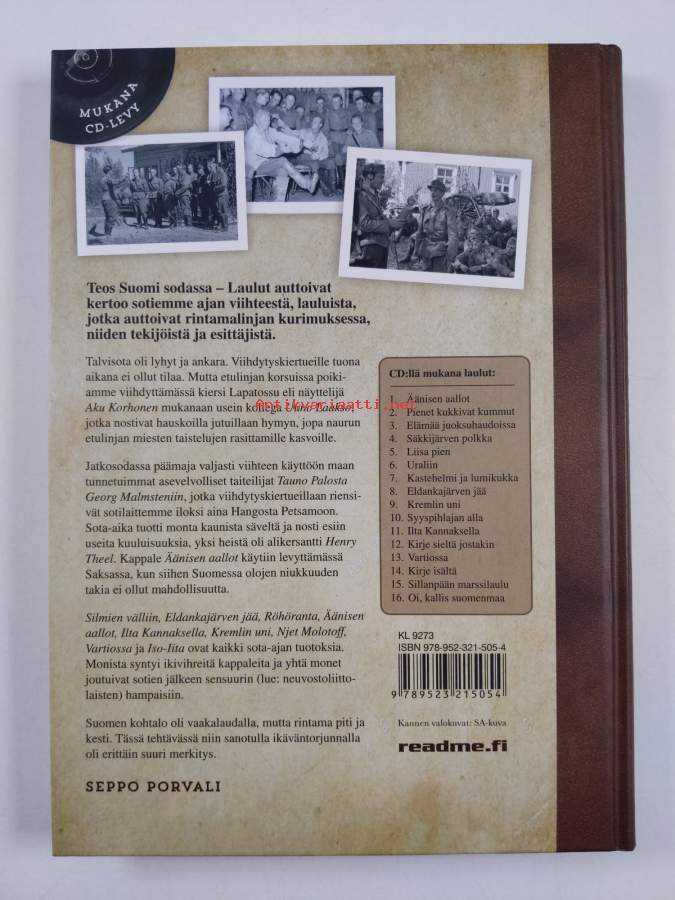 MUKANA
CD-LEVY
Teos Suomi sodassa – Laulut auttoivat
kertoo sotiemme ajan viihteestä, lauluista,
jotka auttoivat rintamalinjan kurimuksessa,
niiden tekijöistä ja esittäjistä.
Talvisota oli lyhyt ja ankara. Viihdytyskiertueille tuona
aikana ei ollut tilaa. Mutta etulinjan korsuissa poiki-
amme viihdyttämässä kiersi Lapatossu eli näyttelijä
Aku Korhonen mukanaan usein kollega Uuno Laakso,
jotka nostivat hauskoilla jutuillaan hymyn, jopa naurun
etulinjan miesten taistelujen rasittamille kasvoille.
Antikvariaatti.net
Jatkosodassa päämaja valjasti viihteen käyttöön maan
tunnetuimmat asevelvolliset taiteilijat Tauno Palosta
Georg Malmsteniin, jotka viihdytyskiertueillaan riensi-
vät sotilaittemme iloksi aina Hangosta Petsamoon.
Sota-aika tuotti monta kaunista säveltä ja nosti esiin
useita kuuluisuuksia, yksi heistä oli alikersantti Henry
Theel. Kappale Äänisen aallot käytiin levyttämässä
Saksassa, kun siihen Suomessa olojen niukkuuden
takia ei ollut mahdollisuutta.
Silmien välliin, Eldankajärven jää, Röhöranta, Äänisen
aallot, Ilta Kannaksella, Kremlin uni, Njet Molotoff,
Vartiossa ja Iso-Iita ovat kaikki sota-ajan tuotoksia.
Monista syntyi ikivihreitä kappaleita ja yhtä monet
joutuivat sotien jälkeen sensuurin (lue: neuvostoliitto-
laisten) hampaisiin.
Suomen kohtalo oli vaakalaudalla, mutta rintama piti ja
kesti. Tässä tehtävässä niin sanotulla ikäväntorjunnalla
oli erittäin suuri merkitys.
SEPPO PORVALI
CD:llä mukana laulut:
Äänisen aallot
2. Pienet kukkivat kummut
3. Elämää juoksuhaudoissa
4. Säkkijärven polkka
5. Liisa pien
6. Uraliin
7. Kastehelmi ja lumikukka
8. Eldankajärven jää
9. Kremlin uni
10. Syyspihlajan alla
11. Ilta Kannaksella
12. Kirje sieltä jostakin
13. Vartiossa
14. Kirje isältä
15. Sillanpään marssilaulu
16. Oi, kallis suomenmaa
KL 9273
ISBN 978-952-321-505-4
9 789523 215054
Kannen valokuvat: SA-kuva
readme.fi